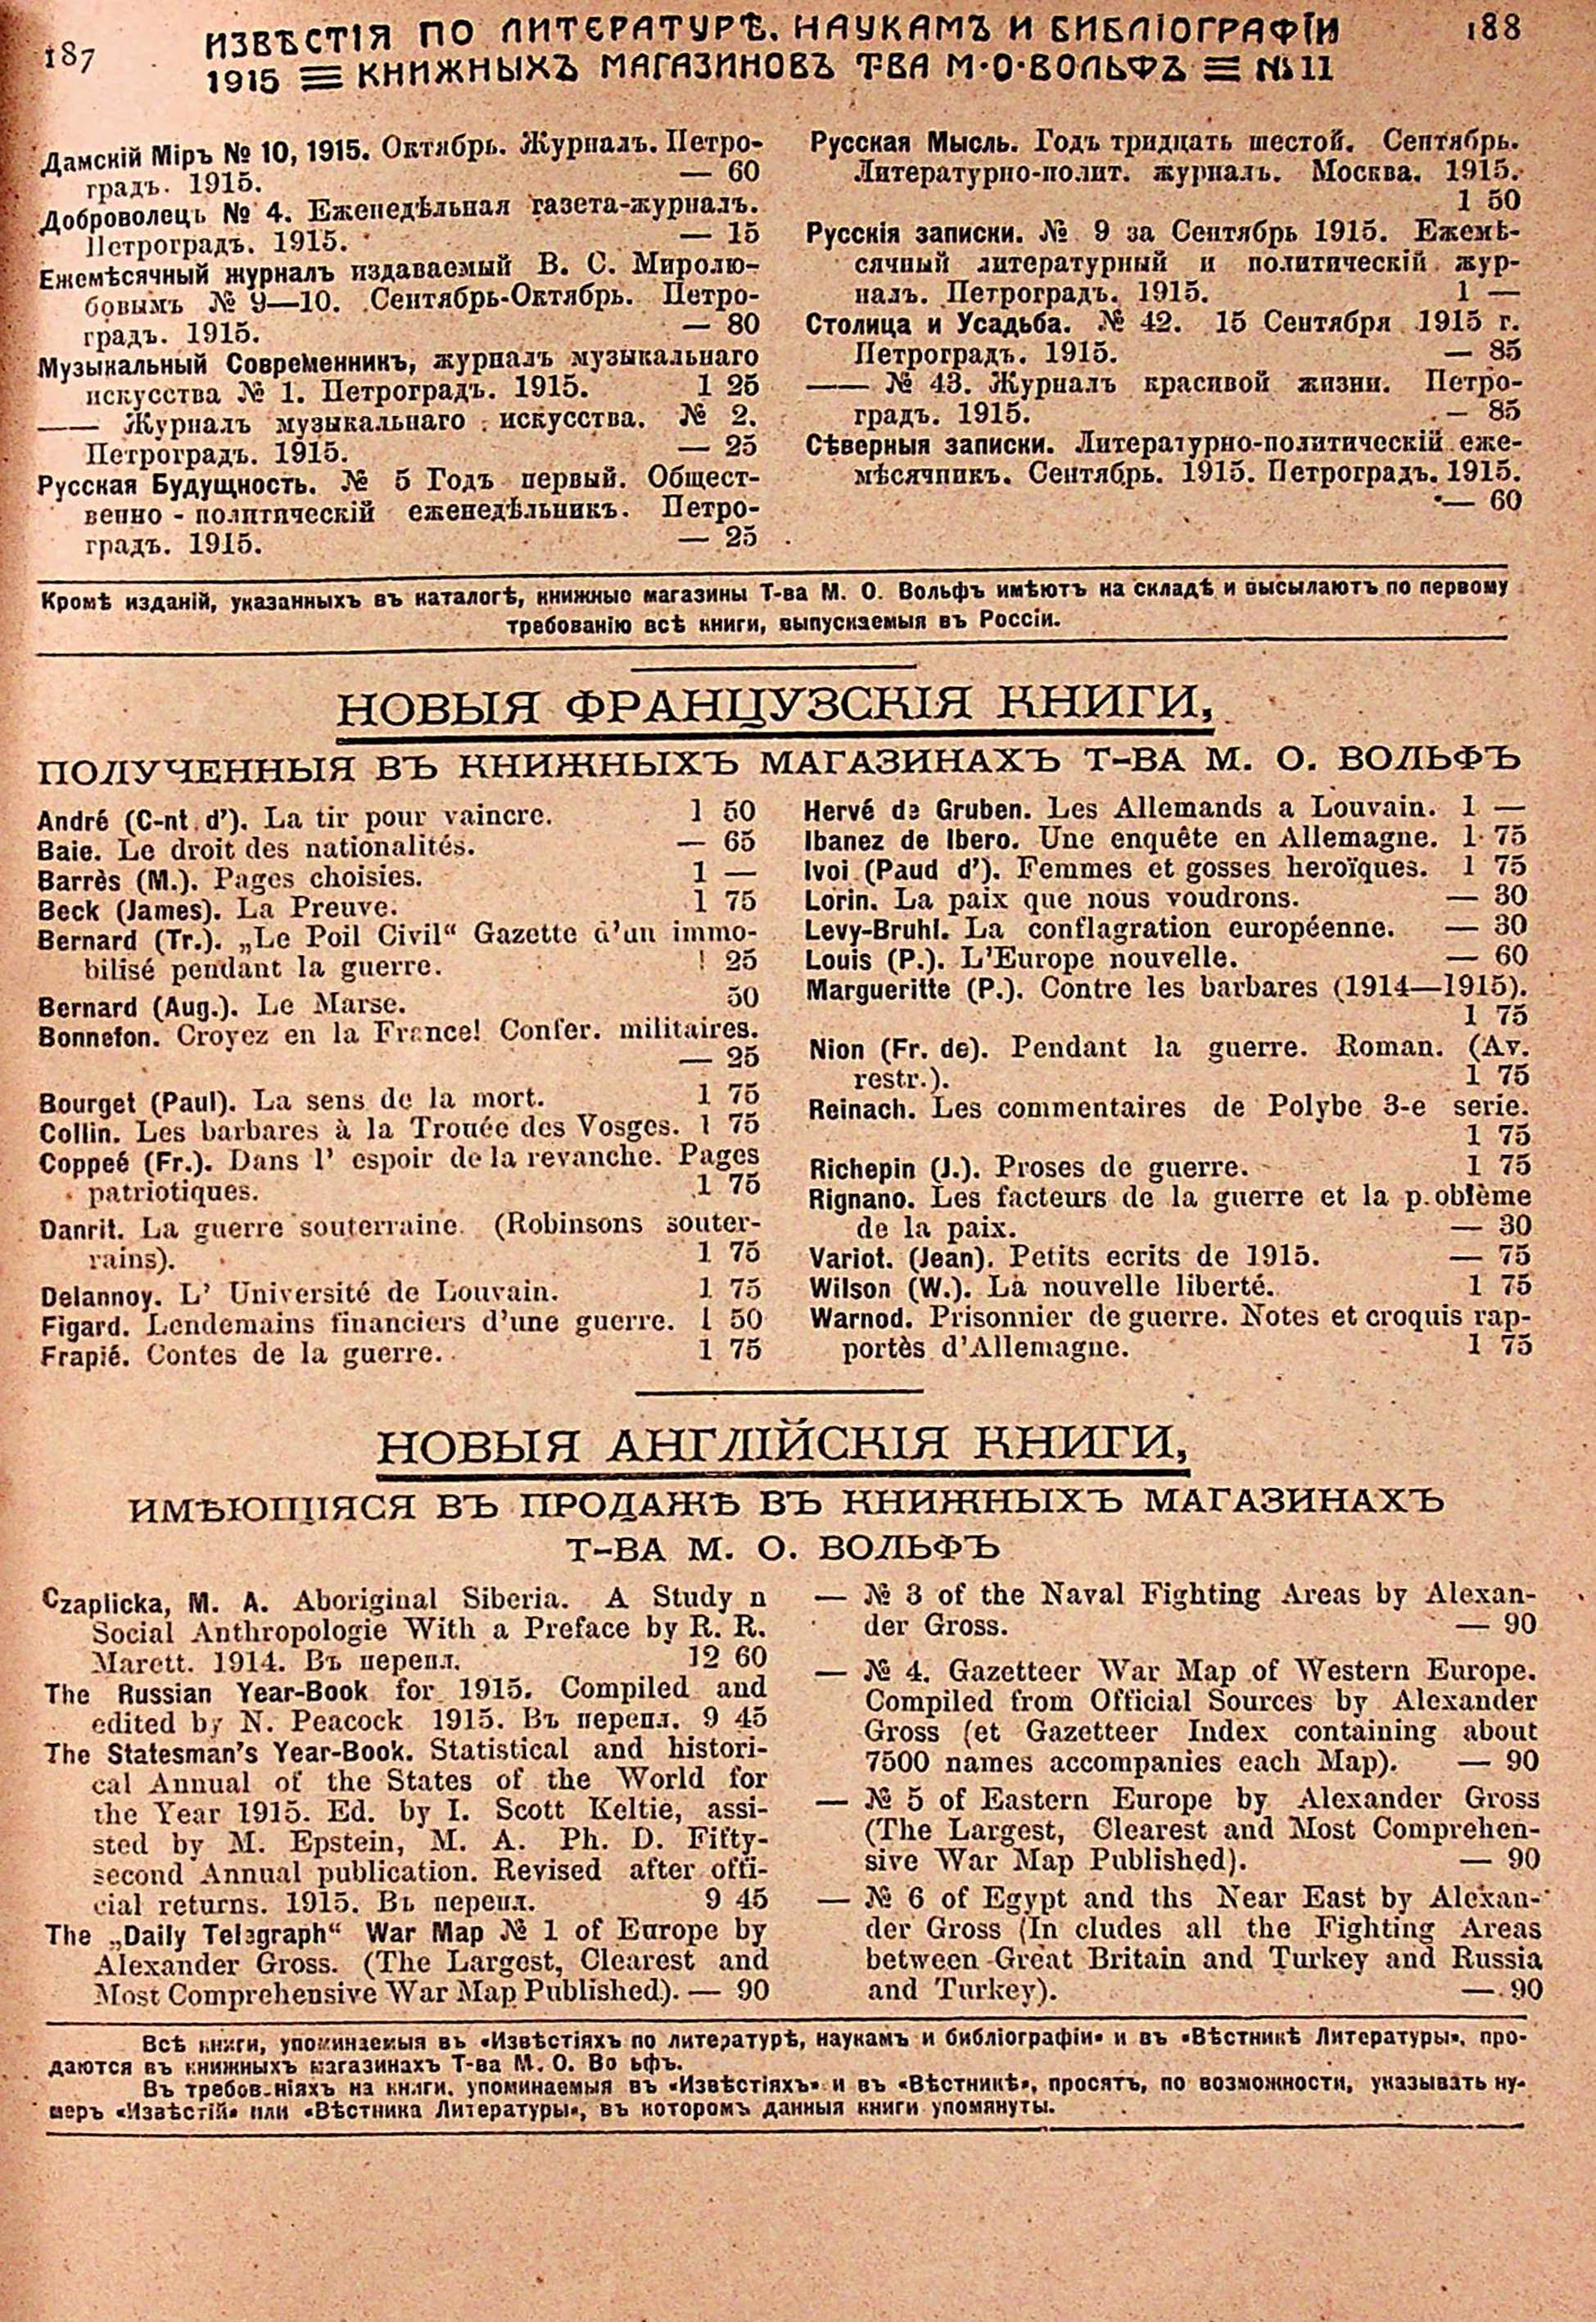 187
ИЗВѢСТІЯ ПО ЛИТЕРАТУРѢ, НАУКАМЪ И БИБЛІОГРАФІИ
188
1915 КНИЖНЫХЪ МАГАЗИНОВЪ Т-ВА М·О·ВОЛЬФЪ № 11
Дамскій Міръ № 10, 1915. Октябрь. Журналъ. Петро-
градъ. 1915. — 60
Доброволецъ № 4. Еженедѣльная газета-журналъ.
Петроградъ. 1915. — 15
Ежемѣсячный журналъ издаваемый В. С. Миролю-
бовымъ № 9—10. Сентябрь-Октябрь. Петро-
градъ. 1915. — 80
Музыкальный Современникъ, журналъ музыкальнаго
искусства № 1. Петроградъ. 1915. 1 25
—— Журналъ музыкальнаго искусства. № 2.
Петроградъ. 1915. — 25
Русская Будущность. № 5 Годъ первый. Общест-
венно - политическій еженедѣльникъ. Петро-
градъ. 1915. — 25
Русская Мысль. Годъ тридцать шестой. Сентябрь.
Литературно-полит. журналъ. Москва. 1915.
1 50
Русскія записки. № 9 за Сентябрь 1915. Ежемѣ-
сячный литературный и политическій жур-
налъ. Петроградъ. 1915. 1 —
Столица и Усадьба. № 42. 15 Сентября 1915 г.
Петроградъ. 1915. — 85
—— № 43. Журналъ красивой жизни. Петро-
градъ. 1915. — 85
Сѣверныя записки. Литературно-политическій еже-
мѣсячникъ. Сентябрь. 1915. Петроградъ. 1915.
— 60
Кромѣ изданій, указанныхъ въ каталогѣ, книжные магазины Т-ва М. О. Вольфъ имѣютъ на складѣ и высылаютъ по первому
требованію всѣ книги, выпускаемыя въ Россіи.
НОВЫЯ ФРАНЦУЗСКІЯ КНИГИ,
ПОЛУЧЕННЫЯ ВЪ КНИЖНЫХЪ МАГАЗИНАХЪ Т-ВА М. О. ВОЛЬФЪ
André (C-nt d’). La tir pour vaincre. 1 50
Baie. Le droit des nationalités. — 65
Barrès (M.). Pages choisies. 1 —
Beck (James). La Preuve. 1 75
Bernard (Tr.). „Le Poil Civil“ Gazette d’un immo-
bilisé pendant la guerre. 1 25
Bernard (Aug.). Le Marse. 50
Bonnefon. Croyez en la France! Confer. militaires.
— 25
Bourget (Paul). La sens de la mort. 1 75
Collin. Les barbares à la Trouée des Vosges. 1 75
Coppeé (Fr.). Dans l’ espoir de la revanche. Pages
patriotiques. 1 75
Danrit. La guerre souterraine. (Robinsons souter-
rains). 1 75
Delannoy. L’ Université de Louvain. 1 75
Figard. Lendemains financiers d’une guerre. 1 50
Frapié. Contes de la guerre. 1 75
Hervé de Gruben. Les Allemands a Louvain. 1 —
Ibanez de Ibero. Une enquête en Allemagne. 1 75
Ivoi (Paud d’). Femmes et gosses heroïques. 1 75
Lorin. La paix que nous voudrons. — 30
Levy-Bruhl. La conflagration européenne. — 30
Louis (P.). L’Europe nouvelle. — 60
Margueritte (P.). Contre les barbares (1914—1915).
1 75
Nion (Fr. de). Pendant la guerre. Roman. (Av.
restr.). 1 75
Reinach. Les commentaires de Polybe 3-e serie.
1 75
Richepin (J.). Proses de guerre. 1 75
Rignano. Les facteurs de la guerre et la p.oblème
de la paix. — 30
Variot. (Jean). Petits ecrits de 1915. — 75
Wilson (W.). La nouvelle liberté. 1 75
Warnod. Prisonnier de guerre. Notes et croquis rap-
portès d’Allemagne. 1 75
НОВЫЯ АНГЛІЙСКІЯ КНИГИ,
ИМѢЮЩІЯСЯ ВЪ ПРОДАЖѢ ВЪ КНИЖНЫХЪ МАГАЗИНАХЪ
Т-ВА М. О. ВОЛЬФЪ
Czaplicka, M. A. Aboriginal Siberia. A Study n
Social Anthropologie With a Preface by R. R.
Marett. 1914. Въ перепл. 12 60
The Russian Year-Book for 1915. Compiled and
edited by N. Peacock 1915. Въ перепл. 9 45
The Statesman’s Year-Book. Statistical and histori-
cal Annual of the States of the World for
the Year 1915. Ed. by I. Scott Keltie, assi-
sted by M. Epstein, M. A. Ph. D. Fifty-
second Annual publication. Revised after offi-
cial returns. 1915. Въ перепл. 9 45
The „Daily Telegraph“ War Map № 1 of Europe by
Alexander Gross. (The Largest, Clearest and
Most Comprehensive War Map Published). — 90
— № 3 of the Naval Fighting Areas by Alexan-
der Gross. — 90
— № 4. Gazetteer War Map of Western Europe.
Compiled from Official Sources by Alexander
Gross (et Gazetteer Index containing about
7500 names accompanies each Map). — 90
— № 5 of Eastern Europe by Alexander Gross
(The Largest, Clearest and Most Comprehen-
sive War Map Published). — 90
— № 6 of Egypt and ths Near East by Alexan-
der Gross (In cludes all the Fighting Areas
between Great Britain and Turkey and Russia
and Turkey). — 90
Всѣ книги, упоминаемыя въ «Извѣстіяхъ по литературѣ, наукамъ и библіографіи» и въ «Вѣстникѣ Литературы», про-
даются въ книжныхъ магазинахъ Т-ва М. О. Во ьфъ.
Въ требов.ніяхъ на книги, упоминаемыя въ «Извѣстіяхъ» и въ «Вѣстникѣ», просятъ, по возможности, указывать ну-
меръ «Извѣстій» или «Вѣстника Литературы», въ которомъ данныя книги упомянуты.